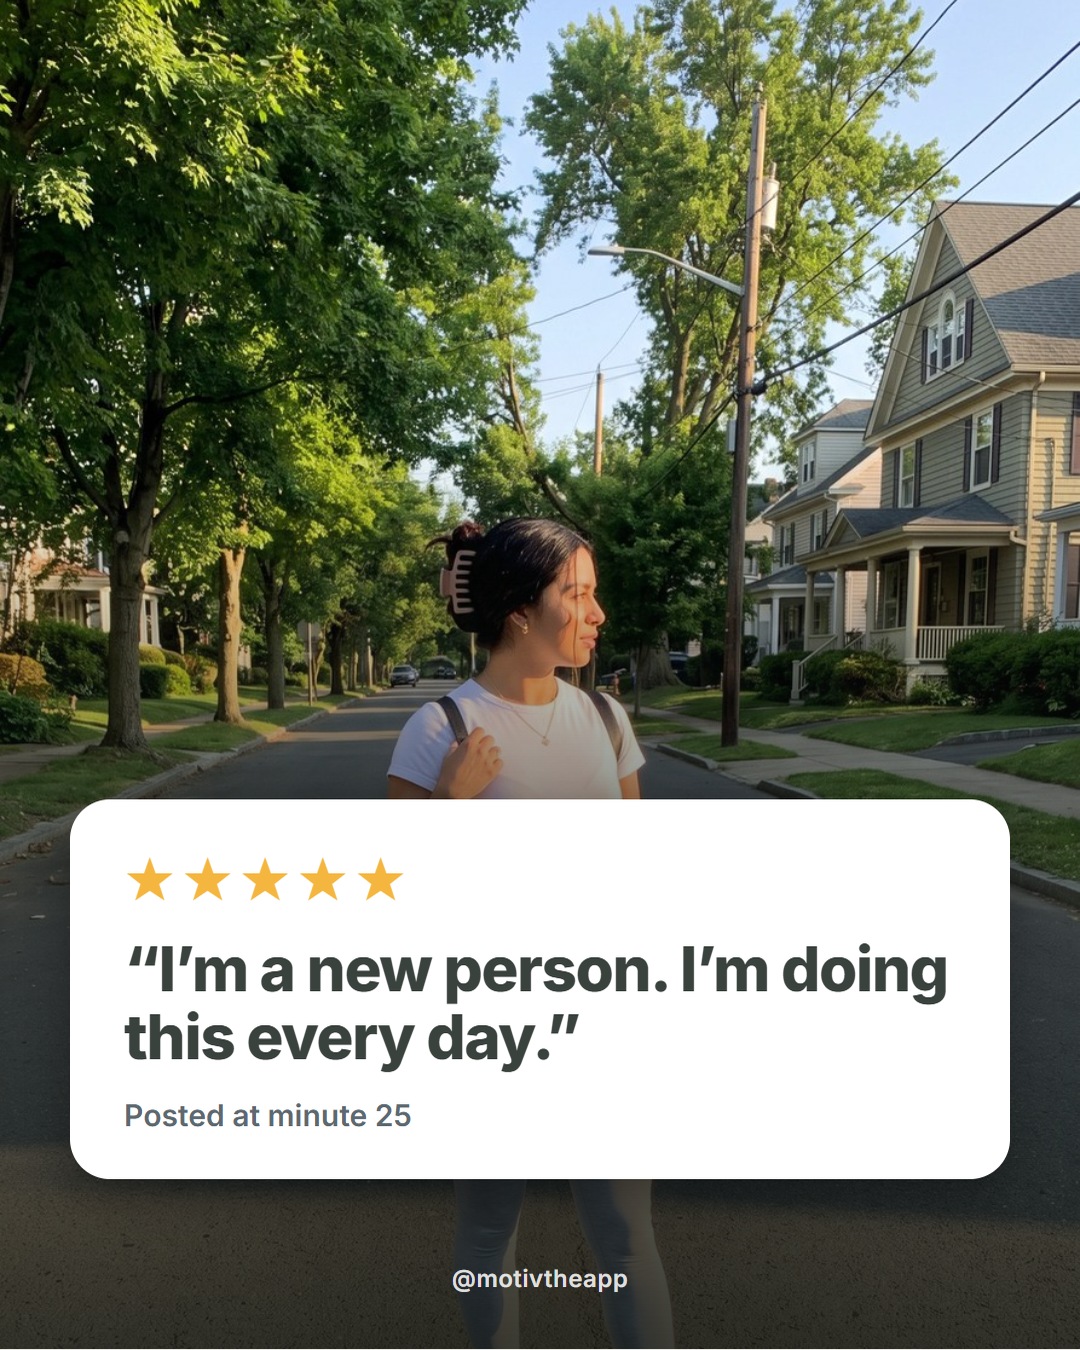 “I’m a new person. I’m doing
this every day.”
Posted at minute 25
@motivtheapp